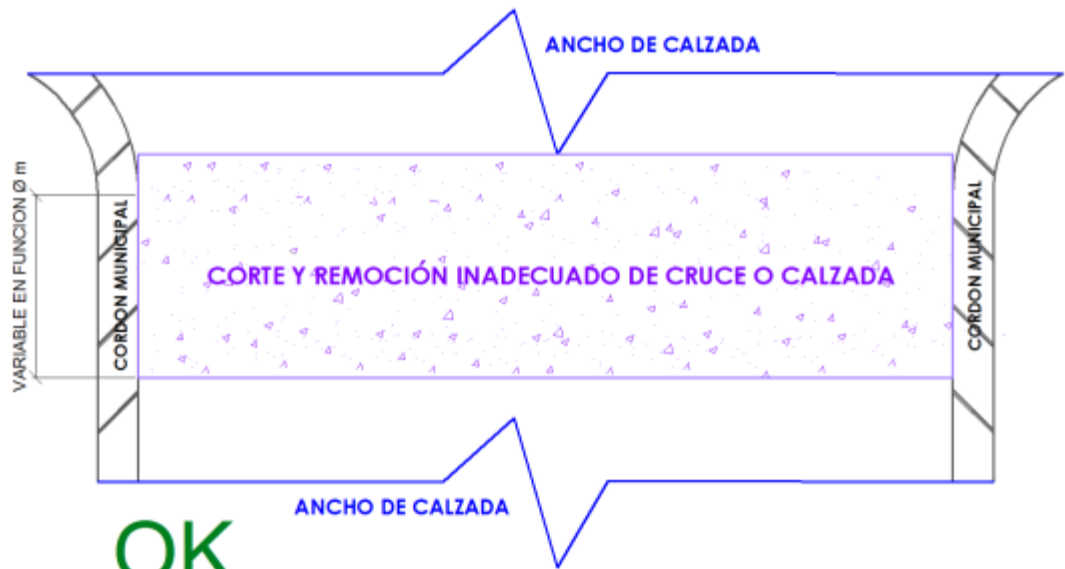 ANCHO DE CALZADA
VARIABLE EN FUNCION Ø m
CORDON MUNICIPAL
CORTE Y REMOCIÓN INADECUADO DE CRUCE O CALZADA
CORDON MUNICIPAL
ANCHO DE CALZADA
OK